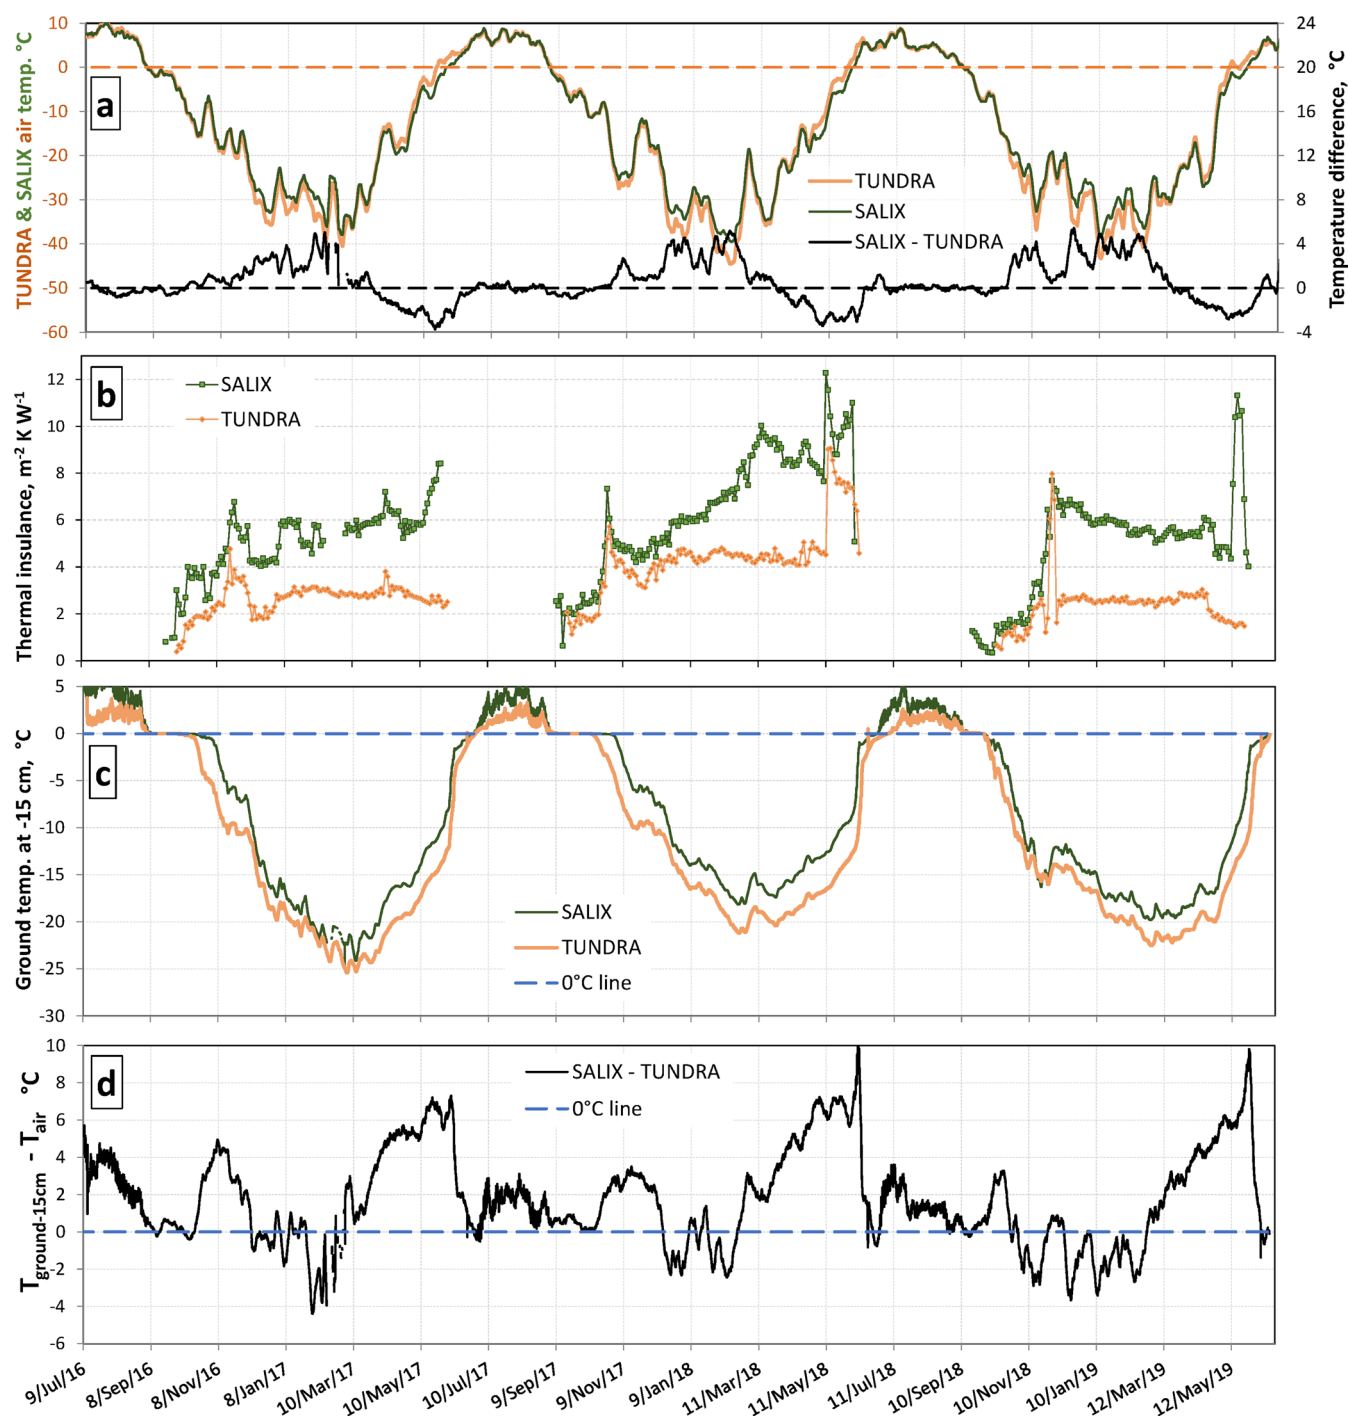 a
TUNDRA & SALIX air temp. °C
10
0
-10
-20
-30
-40
-50
-60
24
20
16
12
8
4
0
-4
Temperature difference, °C
TUNDRA
SALIX
SALIX - TUNDRA
b
Thermal insulance, m⁻² K W⁻¹
12
10
8
6
4
2
0
SALIX
TUNDRA
c
Ground temp. at -15 cm, °C
5
0
-5
-10
-15
-20
-25
-30
SALIX
TUNDRA
0°C line
d
Tground-15cm - Tair °C
10
8
6
4
2
0
-2
-4
-6
SALIX - TUNDRA
0°C line
9/Jul/16
8/Sep/16
8/Nov/16
8/Jan/17
10/Mar/17
10/May/17
10/Jul/17
9/Sep/17
9/Nov/17
9/Jan/18
11/Mar/18
11/May/18
11/Jul/18
10/Sep/18
10/Nov/18
10/Jan/19
12/Mar/19
12/May/19